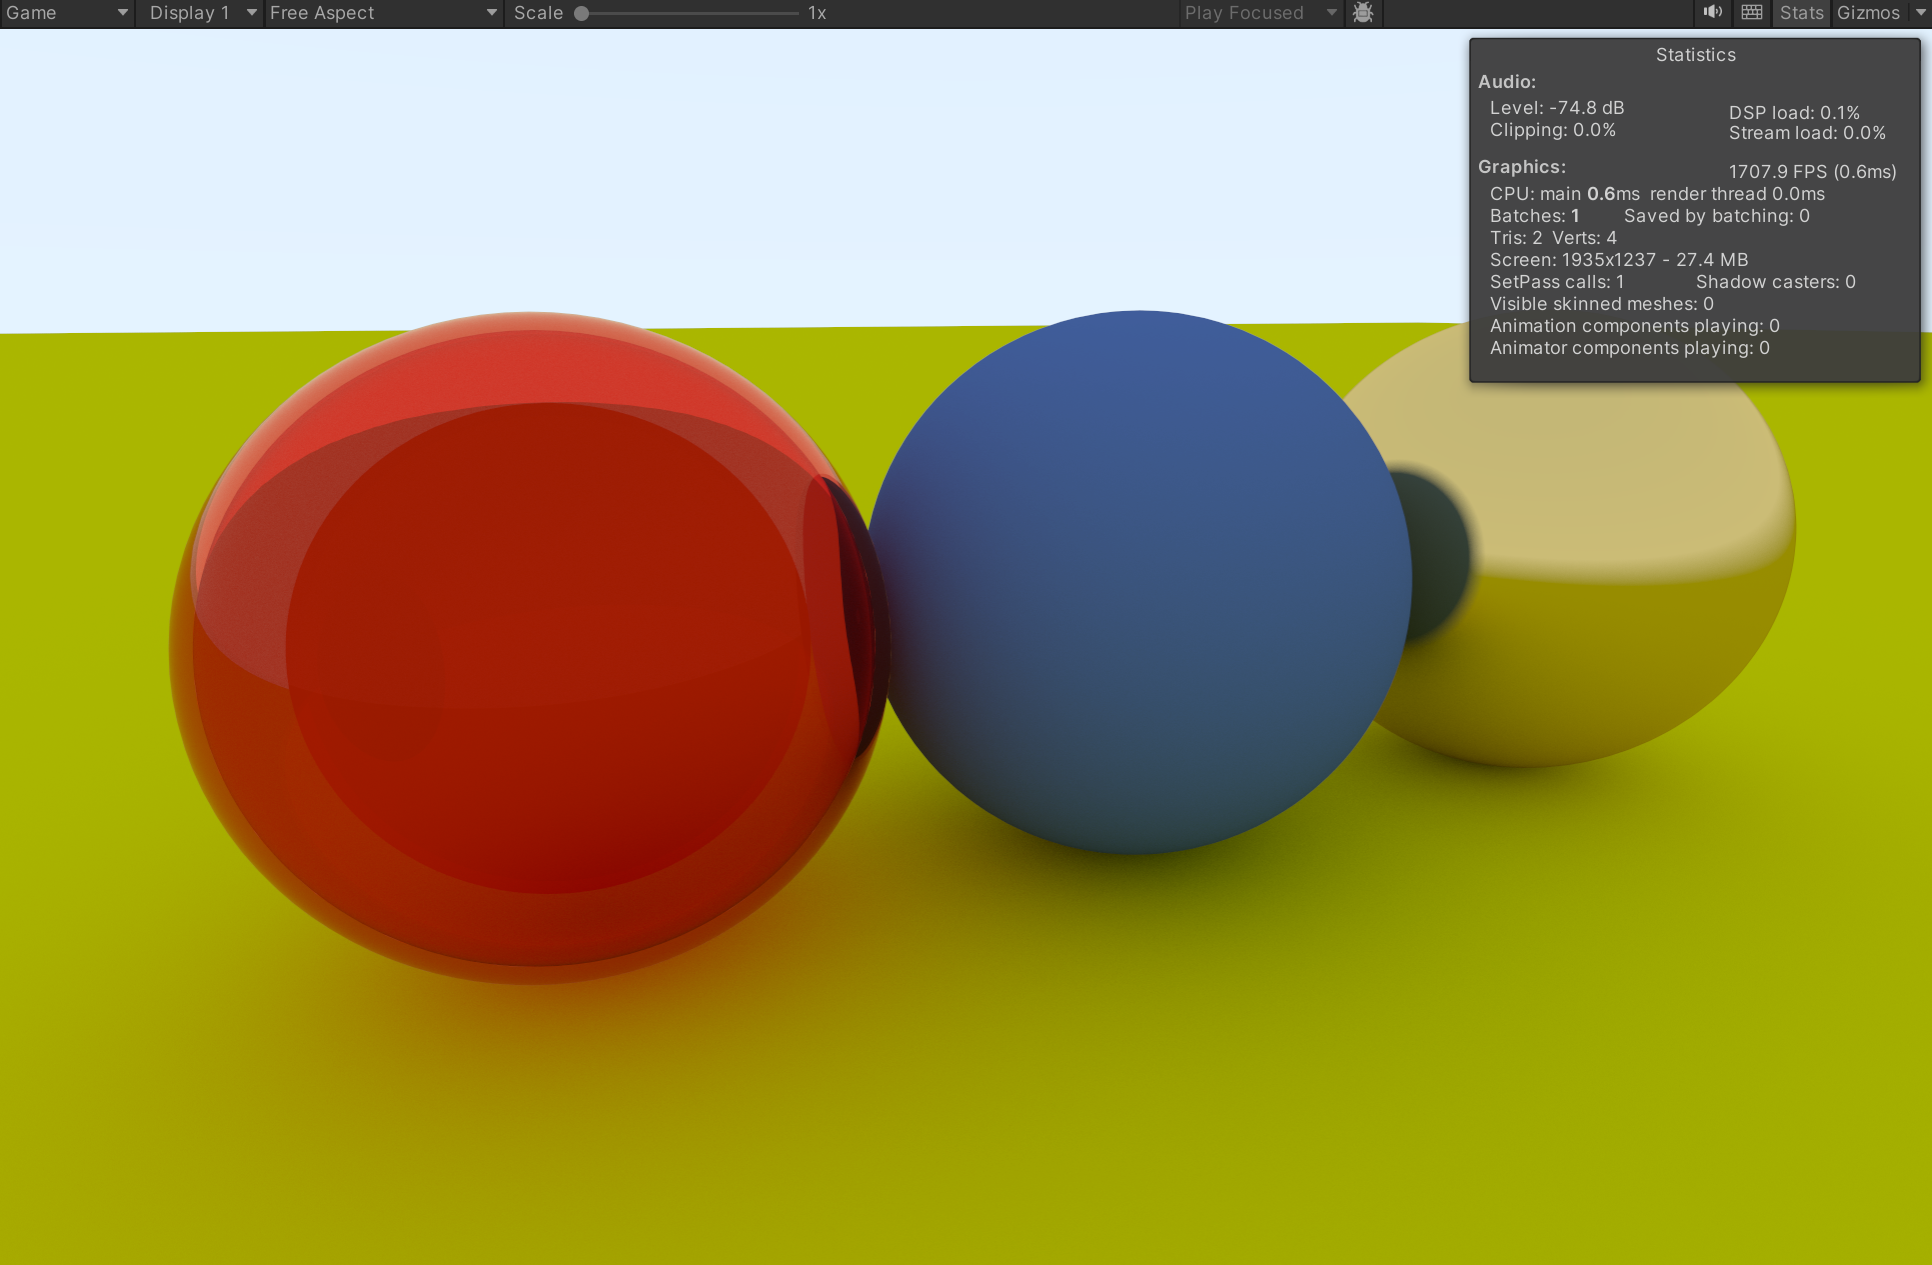 Game Display 1 Free Aspect Scale 1x Play Focused Stats Gizmos
Statistics
Audio:
Level: -74.8 dB DSP load: 0.1%
Clipping: 0.0% Stream load: 0.0%
Graphics: 1707.9 FPS (0.6ms)
CPU: main 0.6ms render thread 0.0ms
Batches: 1 Saved by batching: 0
Tris: 2 Verts: 4
Screen: 1935x1237 - 27.4 MB
SetPass calls: 1 Shadow casters: 0
Visible skinned meshes: 0
Animation components playing: 0
Animator components playing: 0